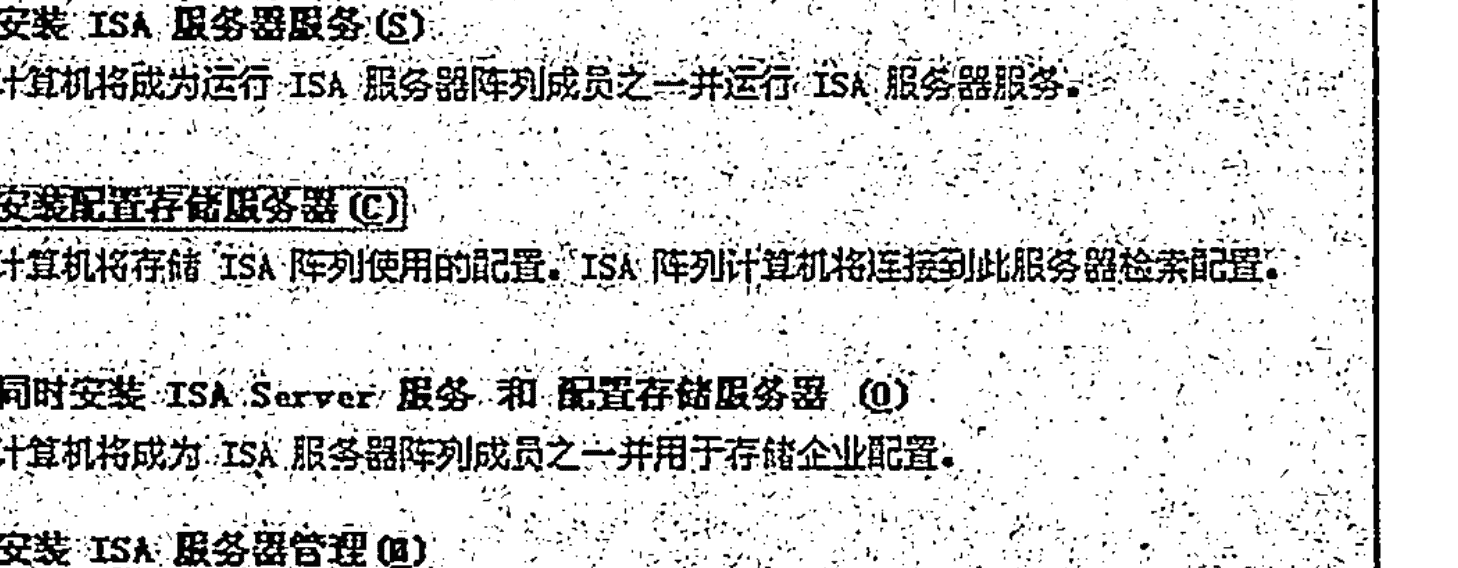 安装 ISA 服务器服务(S)
计算机将成为运行 ISA 服务器阵列成员之一并运行 ISA 服务器服务。
安装配置存储服务器(C)
计算机将存储 ISA 阵列使用的配置。ISA 阵列计算机将连接到此服务器检索配置。
同时安装 ISA Server 服务 和 配置存储服务器 (O)
计算机将成为 ISA 服务器阵列成员之一并用于存储企业配置。
安装 ISA 服务器管理(M)